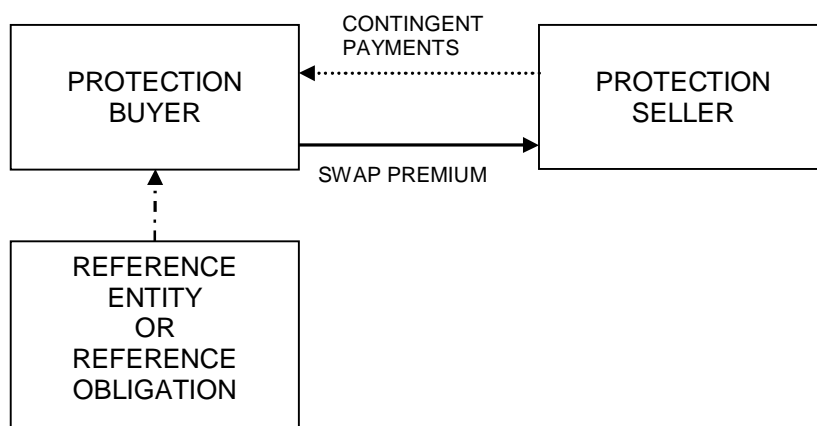 CONTINGENT
PAYMENTS
PROTECTION
BUYER
PROTECTION
SELLER
SWAP PREMIUM
REFERENCE
ENTITY
OR
REFERENCE
OBLIGATION